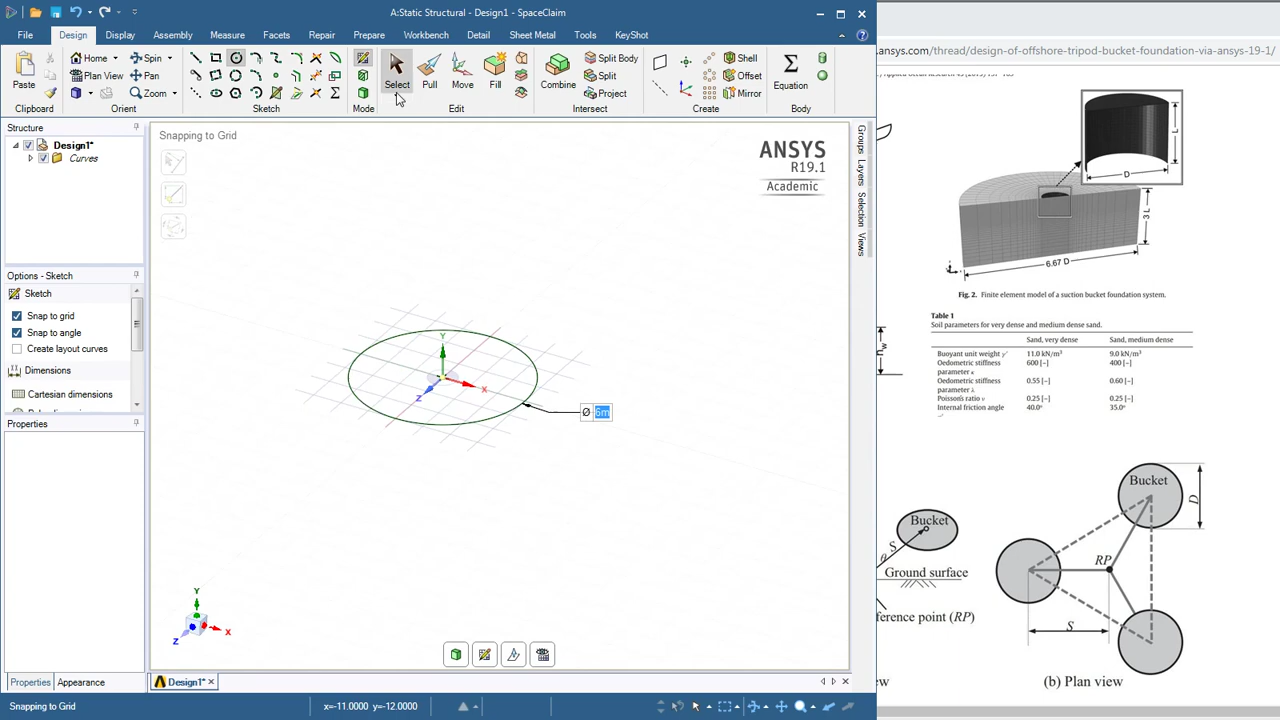 A:Static Structural - Design1 - SpaceClaim
File Design Display Assembly Measure Facets Repair Prepare Workbench Detail Sheet Metal Tools KeyShot
Paste
Home Spin
Plan View Pan
Zoom
Select Pull Move Fill
Combine
Split Body
Split
Project
Shell
Offset
Mirror
Equation
Clipboard Orient Sketch Mode Edit Intersect Create Body
Structure
Design1*
Curves
Options - Sketch
Sketch
Snap to grid
Snap to angle
Create layout curves
Dimensions
Cartesian dimensions
Properties
Properties Appearance
Snapping to Grid
ANSYS
R19.1
Academic
Groups Layers Selection Views
Y
X
Z
Ø 6m
Y
X
Z
Design1*
Snapping to Grid x=-11.0000 y=-12.0000
ansys.com/thread/design-of-offshore-tripod-bucket-foundation-via-ansys-19-1/
L
D
3 L
6.67 D
Fig. 2. Finite element model of a suction bucket foundation system.
Table 1
Soil parameters for very dense and medium dense sand.
Sand, very dense Sand, medium dense
Buoyant unit weight γ' 11.0 kN/m³ 9.0 kN/m³
Oedometric stiffness parameter κ 600 [–] 400 [–]
Oedometric stiffness parameter λ 0.55 [–] 0.60 [–]
Poisson's ratio υ 0.25 [–] 0.25 [–]
Internal friction angle 40.0° 35.0°
Bucket
S
θ
Ground surface
ference point (RP)
ew
Bucket
D
RP
S
(b) Plan view